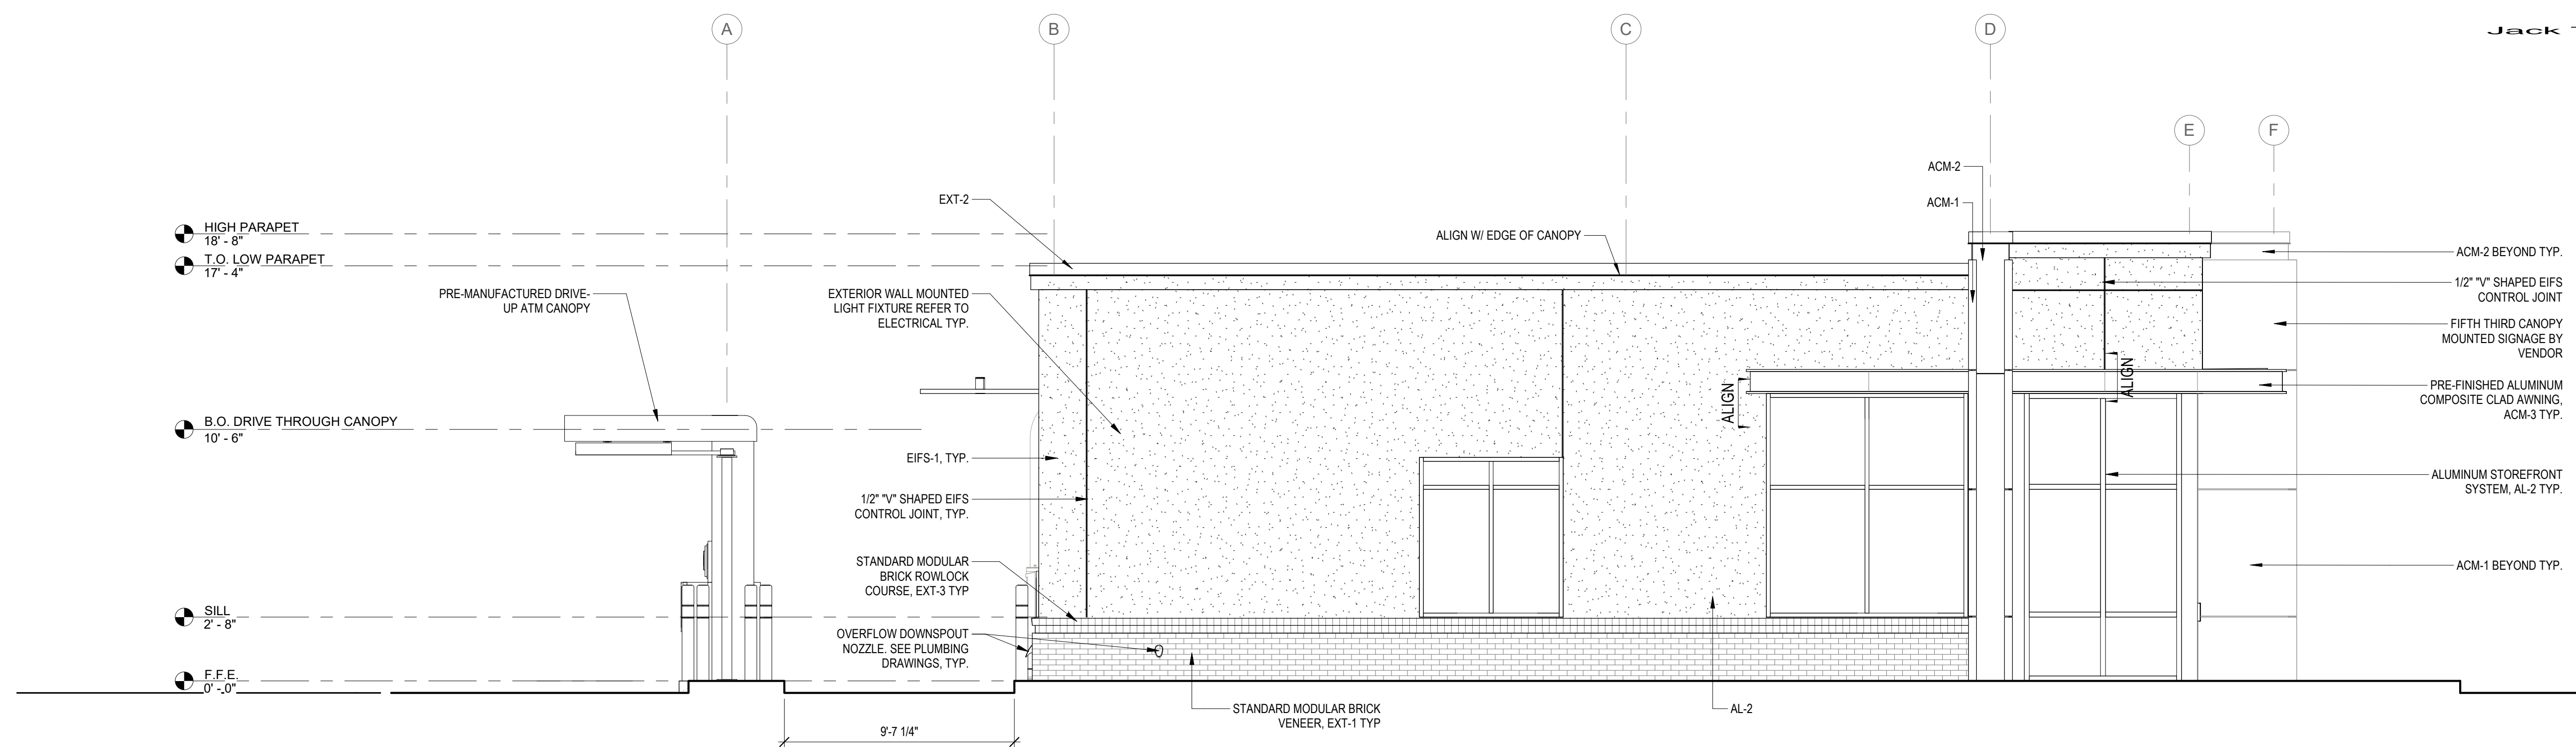 A
B
C
D
Jack
E
F
ACM-2
ACM-1
EXT-2
ALIGN W/ EDGE OF CANOPY
HIGH PARAPET
18' - 8"
T.O. LOW PARAPET
17' - 4"
PRE-MANUFACTURED DRIVE-
UP ATM CANOPY
EXTERIOR WALL MOUNTED
LIGHT FIXTURE REFER TO
ELECTRICAL TYP.
B.O. DRIVE THROUGH CANOPY
10' - 6"
EIFS-1, TYP.
1/2" "V" SHAPED EIFS
CONTROL JOINT, TYP.
STANDARD MODULAR
BRICK ROWLOCK
COURSE, EXT-3 TYP
SILL
2' - 8"
OVERFLOW DOWNSPOUT
NOZZLE. SEE PLUMBING
DRAWINGS, TYP.
F.F.E.
0' - 0"
9'-7 1/4"
STANDARD MODULAR BRICK
VENEER, EXT-1 TYP
AL-2
ALIGN
ALIGN
ACM-2 BEYOND TYP.
1/2" "V" SHAPED EIFS
CONTROL JOINT
FIFTH THIRD CANOPY
MOUNTED SIGNAGE BY
VENDOR
PRE-FINISHED ALUMINUM
COMPOSITE CLAD AWNING,
ACM-3 TYP.
ALUMINUM STOREFRONT
SYSTEM, AL-2 TYP.
ACM-1 BEYOND TYP.